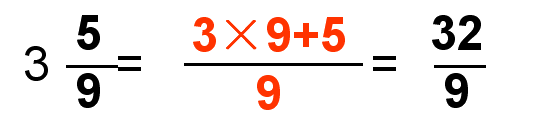 3 5/9 = (3×9+5)/9 = 32/9